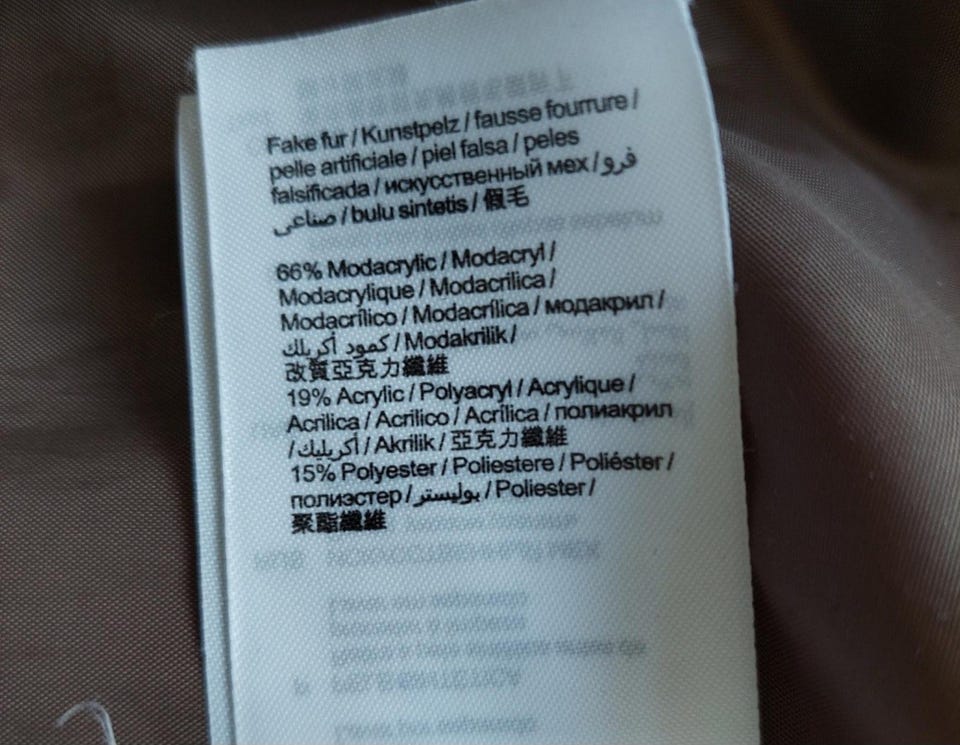 Fake fur / Kunstpelz / fausse fourrure /
pelle artificiale / piel falsa / peles
falsificada / искусственный мех / فرو
صناعى / bulu sintetis / 假毛
66% Modacrylic / Modacryl /
Modacrylique / Modacrilica /
Modacrílico / Modacrílica / модакрил /
كمود أكريلك / Modakrilik /
改質亞克力纖維
19% Acrylic / Polyacryl / Acrylique /
Acrilica / Acrilico / Acrílica / полиакрил
/ أكريليك / Akrilik / 亞克力纖維
15% Polyester / Poliestere / Poliéster /
полиэстер / بوليستر / Poliester /
聚酯纖維